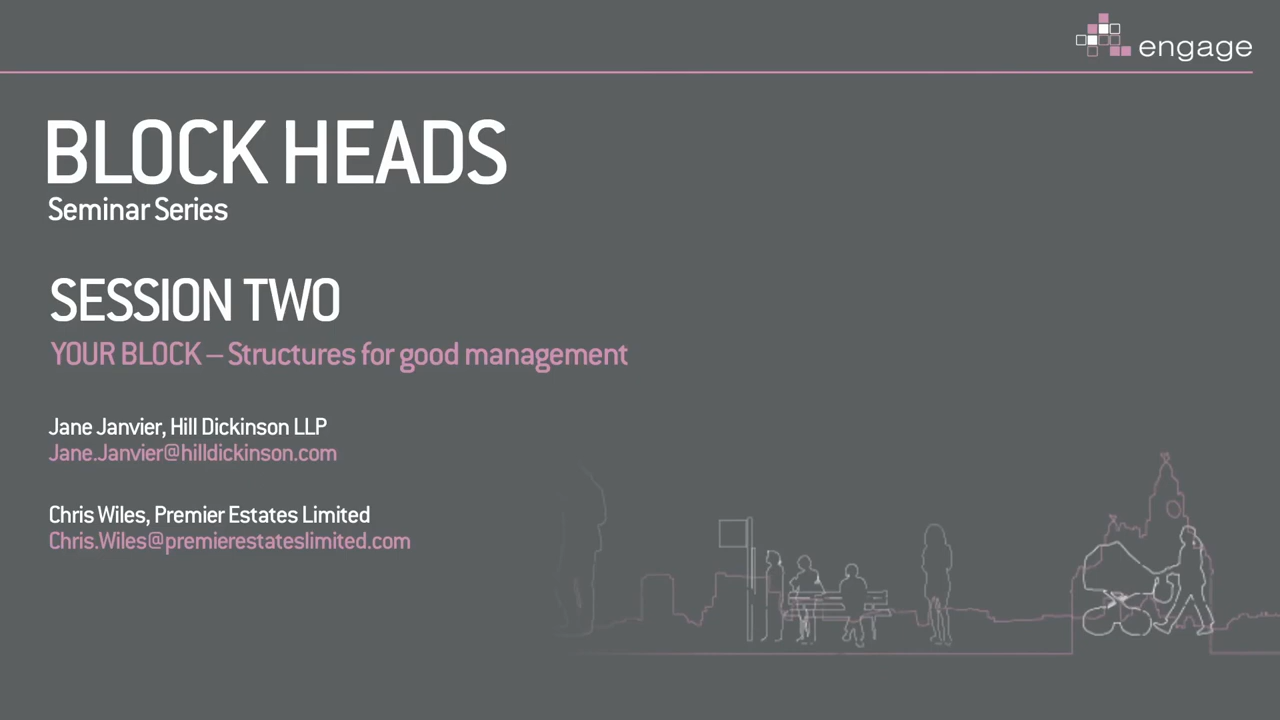 engage
BLOCK HEADS
Seminar Series
SESSION TWO
YOUR BLOCK – Structures for good management
Jane Janvier, Hill Dickinson LLP
Jane.Janvier@hilldickinson.com
Chris Wiles, Premier Estates Limited
Chris.Wiles@premierestateslimited.com